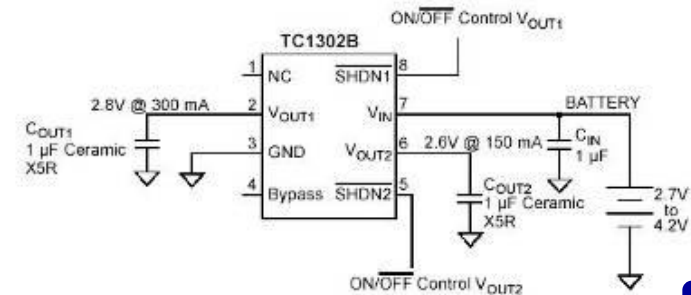 ON/OFF Control VOUT1
TC1302B
1 NC SHDN1 8
2.8V @ 300 mA 2 VOUT1 VIN 7 BATTERY
COUT1
1 µF Ceramic
X5R
3 GND VOUT2 6 2.6V @ 150 mA CIN
1 µF
4 Bypass SHDN2 5
COUT2
1 µF Ceramic
X5R
2.7V
to
4.2V
ON/OFF Control VOUT2